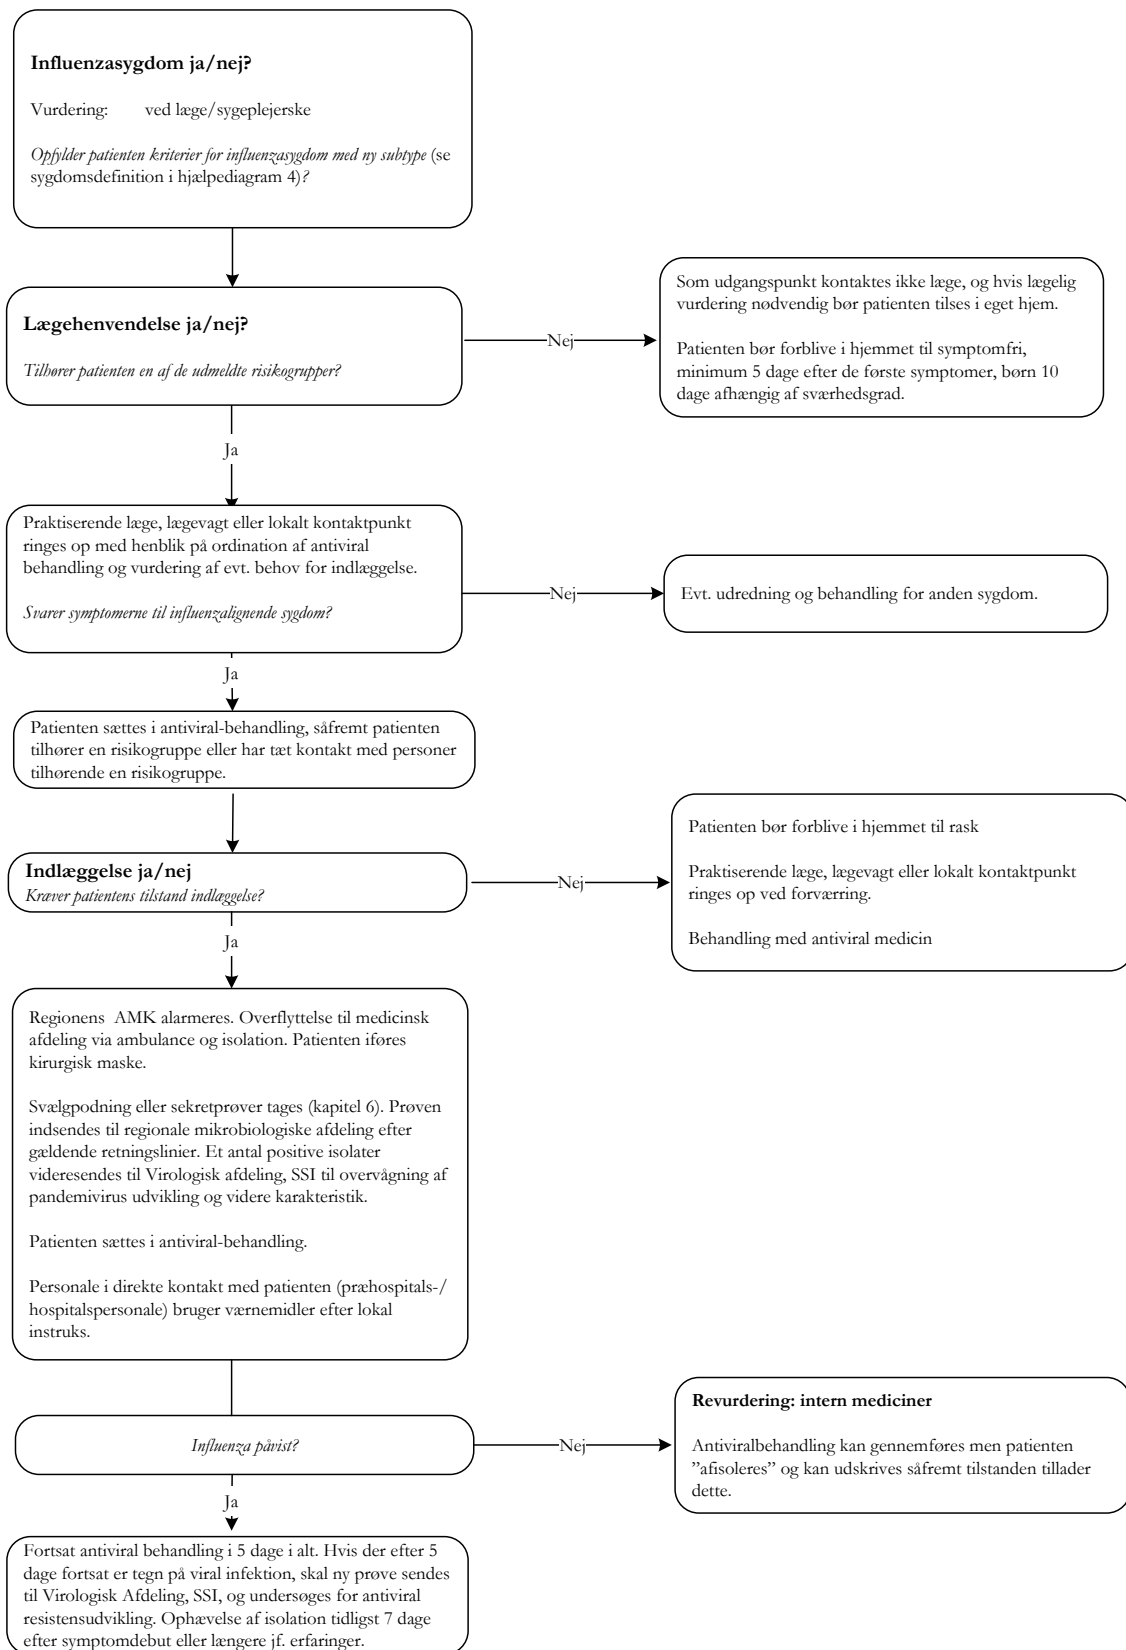 Influenzasygdom ja/nej?
Vurdering: ved læge/sygeplejerske
Opfylder patienten kriterier for influenzasygdom med ny subtype (se
sygdomsdefinition i hjælpediagram 4)?
Lægehenvendelse ja/nej?
Tilhører patienten en af de udmeldte risikogrupper?
Nej
Som udgangspunkt kontaktes ikke læge, og hvis lægelig
vurdering nødvendig bør patienten tilses i eget hjem.
Patienten bør forblive i hjemmet til symptomfri,
minimum 5 dage efter de første symptomer, børn 10
dage afhængig af sværhedsgrad.
Ja
Praktiserende læge, lægevagt eller lokalt kontaktpunkt
ringes op med henblik på ordination af antiviral
behandling og vurdering af evt. behov for indlæggelse.
Svarer symptomerne til influenzalignende sygdom?
Nej
Evt. udredning og behandling for anden sygdom.
Ja
Patienten sættes i antiviral-behandling, såfremt patienten
tilhører en risikogruppe eller har tæt kontakt med personer
tilhørende en risikogruppe.
Indlæggelse ja/nej
Kræver patientens tilstand indlæggelse?
Nej
Patienten bør forblive i hjemmet til rask
Praktiserende læge, lægevagt eller lokalt kontaktpunkt
ringes op ved forværring.
Behandling med antiviral medicin
Ja
Regionens AMK alarmeres. Overflyttelse til medicinsk
afdeling via ambulance og isolation. Patienten iføres
kirurgisk maske.
Svælgpodning eller sekretprøver tages (kapitel 6). Prøven
indsendes til regionale mikrobiologiske afdeling efter
gældende retningslinier. Et antal positive isolater
videresendes til Virologisk afdeling, SSI til overvågning af
pandemivirus udvikling og videre karakteristik.
Patienten sættes i antiviral-behandling.
Personale i direkte kontakt med patienten (præhospitals-/
hospitalspersonale) bruger værnemidler efter lokal
instruks.
Influenza påvist?
Nej
Revurdering: intern mediciner
Antiviralbehandling kan gennemføres men patienten
”afisoleres” og kan udskrives såfremt tilstanden tillader
dette.
Ja
Fortsat antiviral behandling i 5 dage i alt. Hvis der efter 5
dage fortsat er tegn på viral infektion, skal ny prøve sendes
til Virologisk Afdeling, SSI, og undersøges for antiviral
resistensudvikling. Ophævelse af isolation tidligst 7 dage
efter symptomdebut eller længere jf. erfaringer.